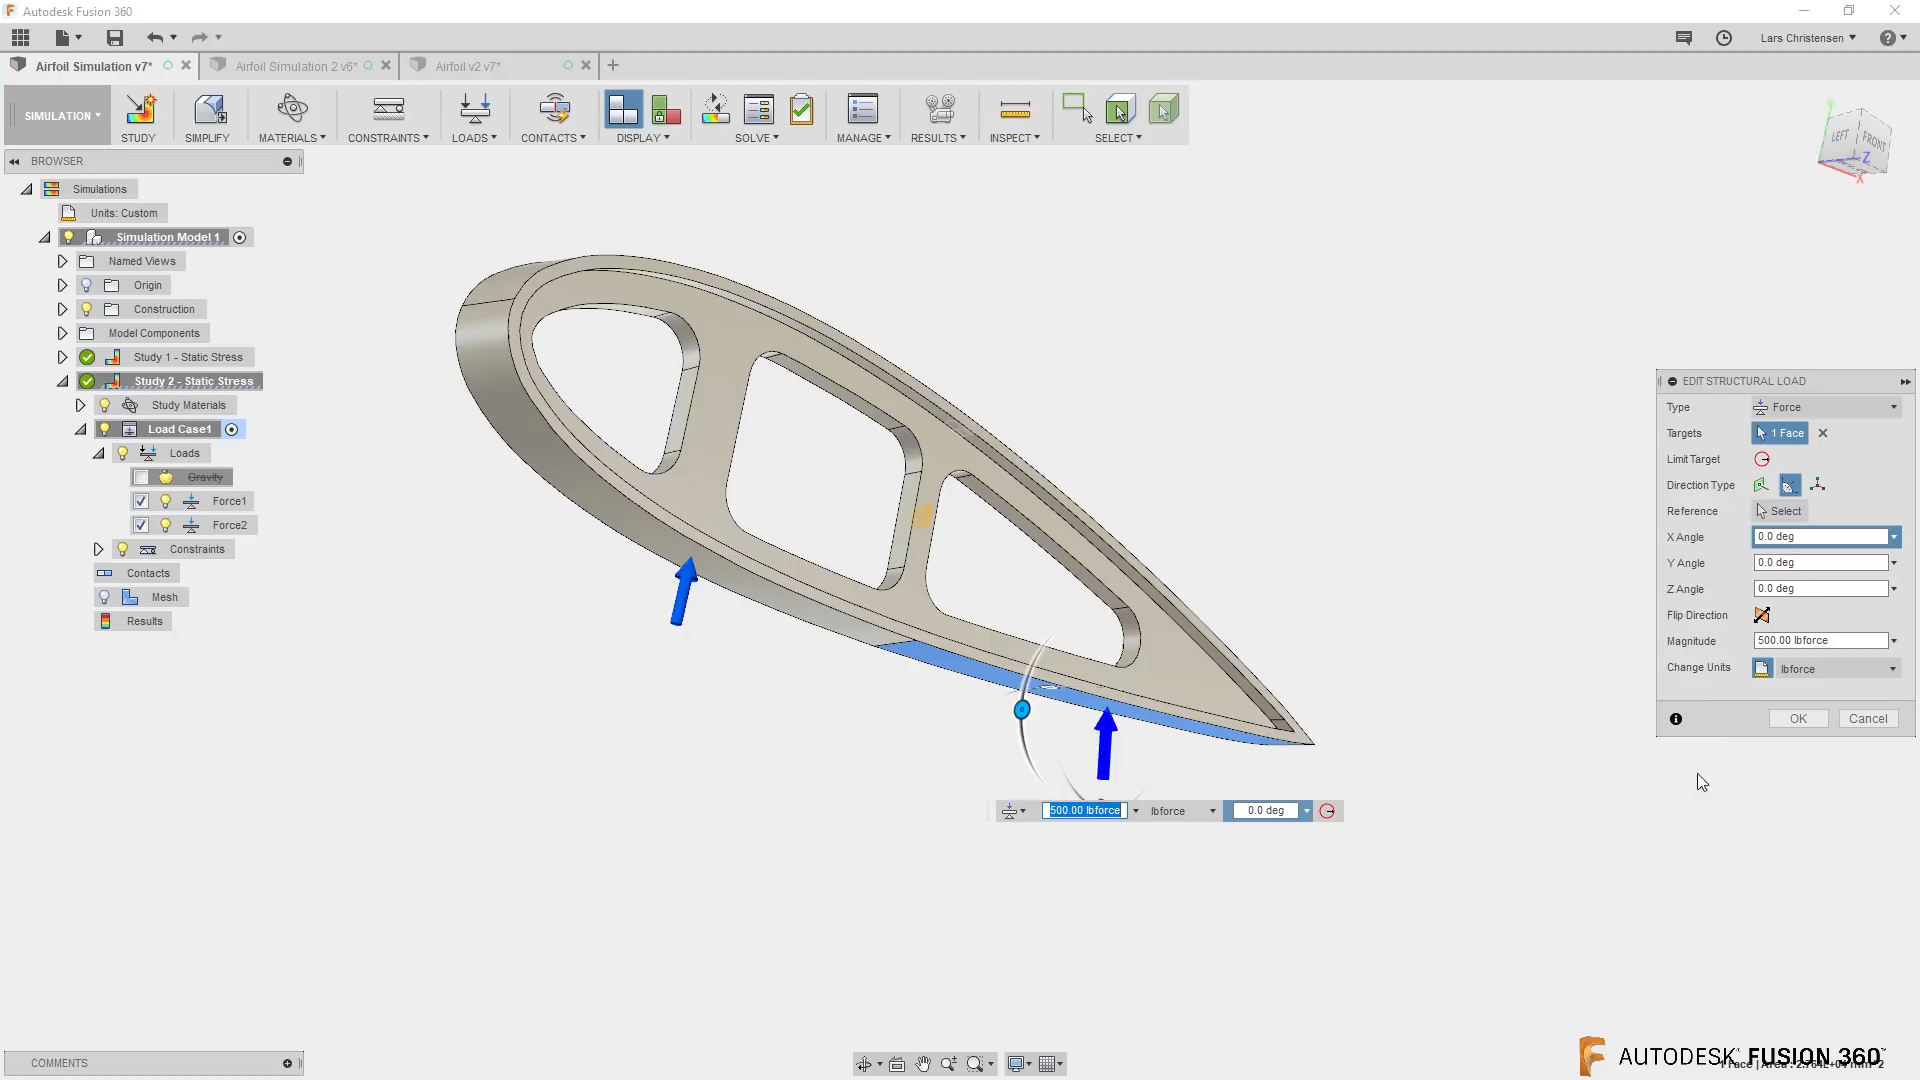 Autodesk Fusion 360
Lars Christensen
Airfoil Simulation v7*
Airfoil Simulation 2 v6*
Airfoil v2 v7*
SIMULATION
STUDY
SIMPLIFY
MATERIALS
CONSTRAINTS
LOADS
CONTACTS
DISPLAY
SOLVE
MANAGE
RESULTS
INSPECT
SELECT
LEFT
FRONT
Z
X
BROWSER
Simulations
Units: Custom
Simulation Model 1
Named Views
Origin
Construction
Model Components
Study 1 - Static Stress
Study 2 - Static Stress
Study Materials
Load Case1
Loads
Gravity
Force1
Force2
Constraints
Contacts
Mesh
Results
EDIT STRUCTURAL LOAD
Type Force
Targets 1 Face
Limit Target
Direction Type
Reference Select
X Angle 0.0 deg
Y Angle 0.0 deg
Z Angle 0.0 deg
Flip Direction
Magnitude 500.00 lbforce
Change Units lbforce
OK Cancel
500.00 lbforce lbforce 0.0 deg
COMMENTS
AUTODESK FUSION 360